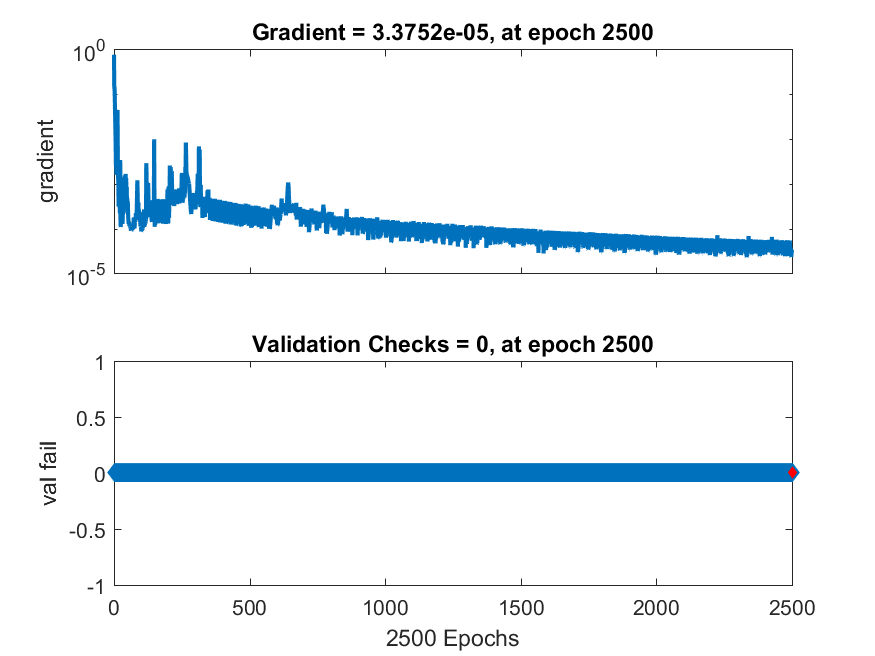 Gradient = 3.3752e-05, at epoch 2500
10^0
gradient
10^-5
Validation Checks = 0, at epoch 2500
1
0.5
val fail
0
-0.5
-1
0 500 1000 1500 2000 2500
2500 Epochs